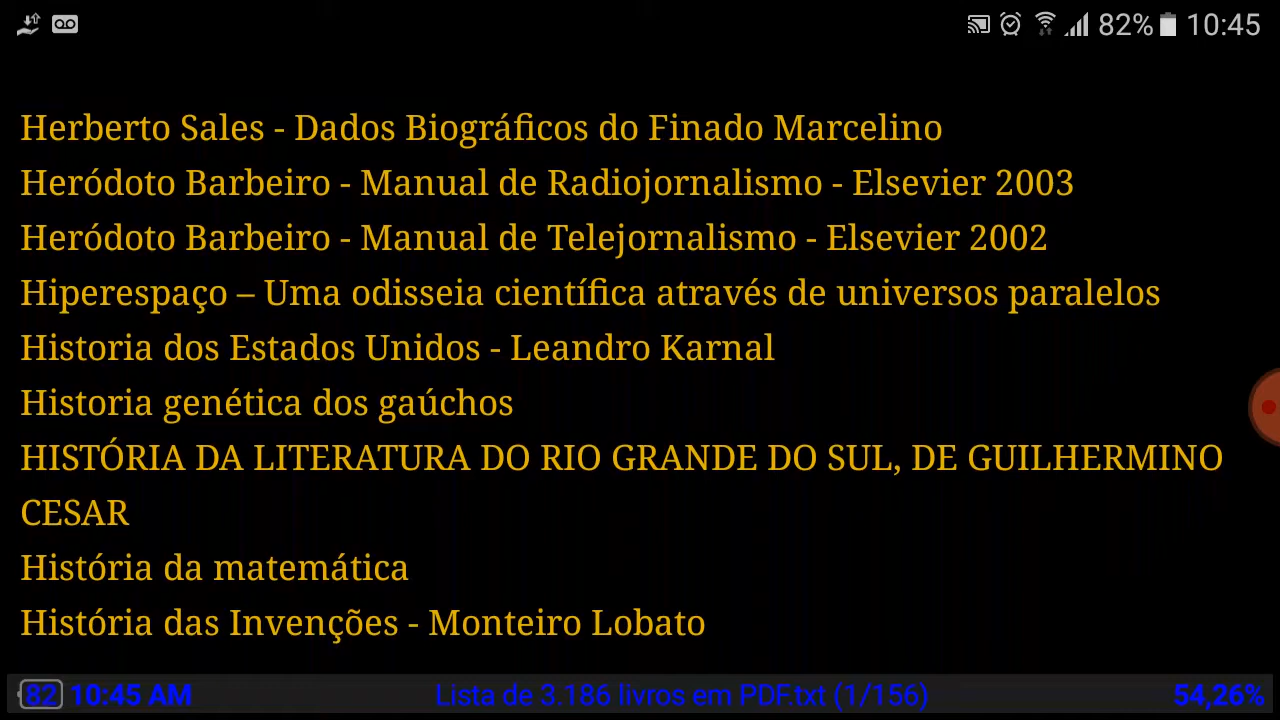 82% 10:45
Herberto Sales - Dados Biográficos do Finado Marcelino
Heródoto Barbeiro - Manual de Radiojornalismo - Elsevier 2003
Heródoto Barbeiro - Manual de Telejornalismo - Elsevier 2002
Hiperespaço – Uma odisseia científica através de universos paralelos
Historia dos Estados Unidos - Leandro Karnal
Historia genética dos gaúchos
HISTÓRIA DA LITERATURA DO RIO GRANDE DO SUL, DE GUILHERMINO
CESAR
História da matemática
História das Invenções - Monteiro Lobato
82 10:45 AM Lista de 3.186 livros em PDF.txt (1/156) 54,26%